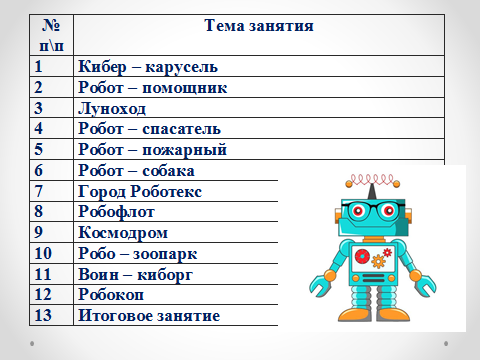 № Тема занятия
п\п
1 Кибер – карусель
2 Робот – помощник
3 Луноход
4 Робот – спасатель
5 Робот – пожарный
6 Робот – собака
7 Город Роботекс
8 Робофлот
9 Космодром
10 Робо – зоопарк
11 Воин – киборг
12 Робокоп
13 Итоговое занятие